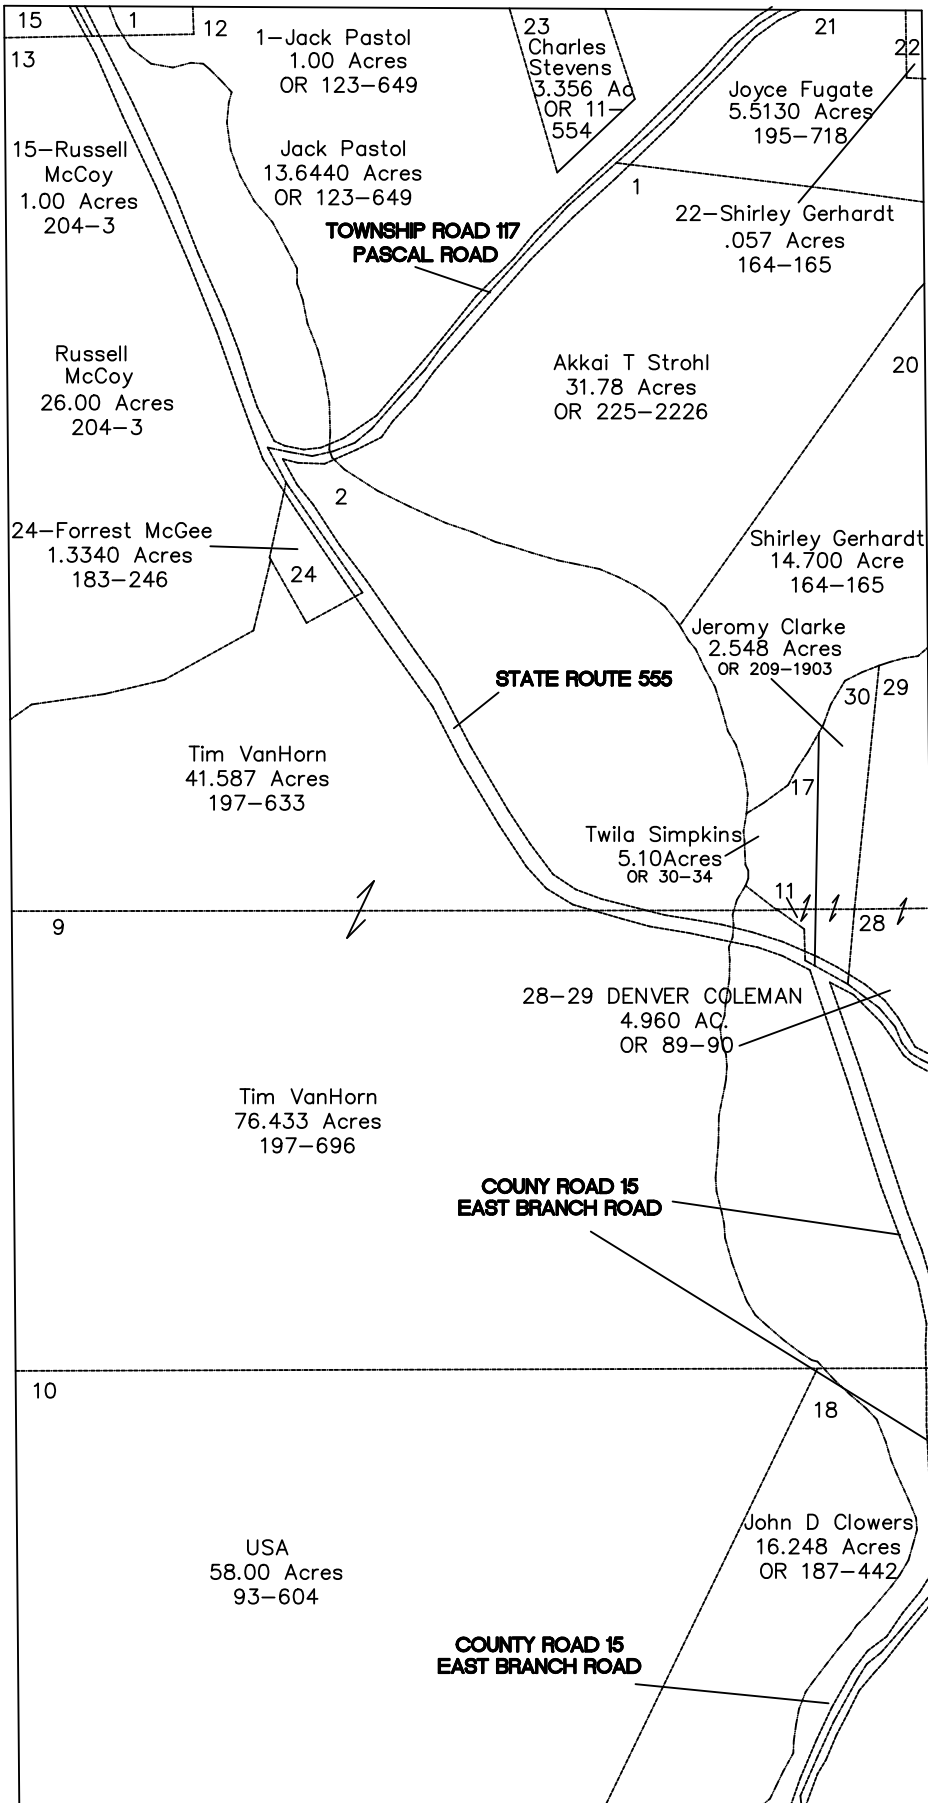 15
1
12
13
1-Jack Pastol
1.00 Acres
OR 123-649
23
Charles
Stevens
3.356 Ac
OR 11-
554
21
22
Joyce Fugate
5.5130 Acres
195-718
15-Russell
McCoy
1.00 Acres
204-3
Jack Pastol
13.6440 Acres
OR 123-649
1
22-Shirley Gerhardt
.057 Acres
164-165
TOWNSHIP ROAD 117
PASCAL ROAD
Russell
McCoy
26.00 Acres
204-3
Akkai T Strohl
31.78 Acres
OR 225-2226
20
2
24-Forrest McGee
1.3340 Acres
183-246
24
Shirley Gerhardt
14.700 Acre
164-165
Jeromy Clarke
2.548 Acres
OR 209-1903
STATE ROUTE 555
30
29
Tim VanHorn
41.587 Acres
197-633
17
Twila Simpkins
5.10Acres
OR 30-34
11
9
28
28-29 DENVER COLEMAN
4.960 AC.
OR 89-90
Tim VanHorn
76.433 Acres
197-696
COUNY ROAD 15
EAST BRANCH ROAD
10
18
John D Clowers
16.248 Acres
OR 187-442
USA
58.00 Acres
93-604
COUNTY ROAD 15
EAST BRANCH ROAD